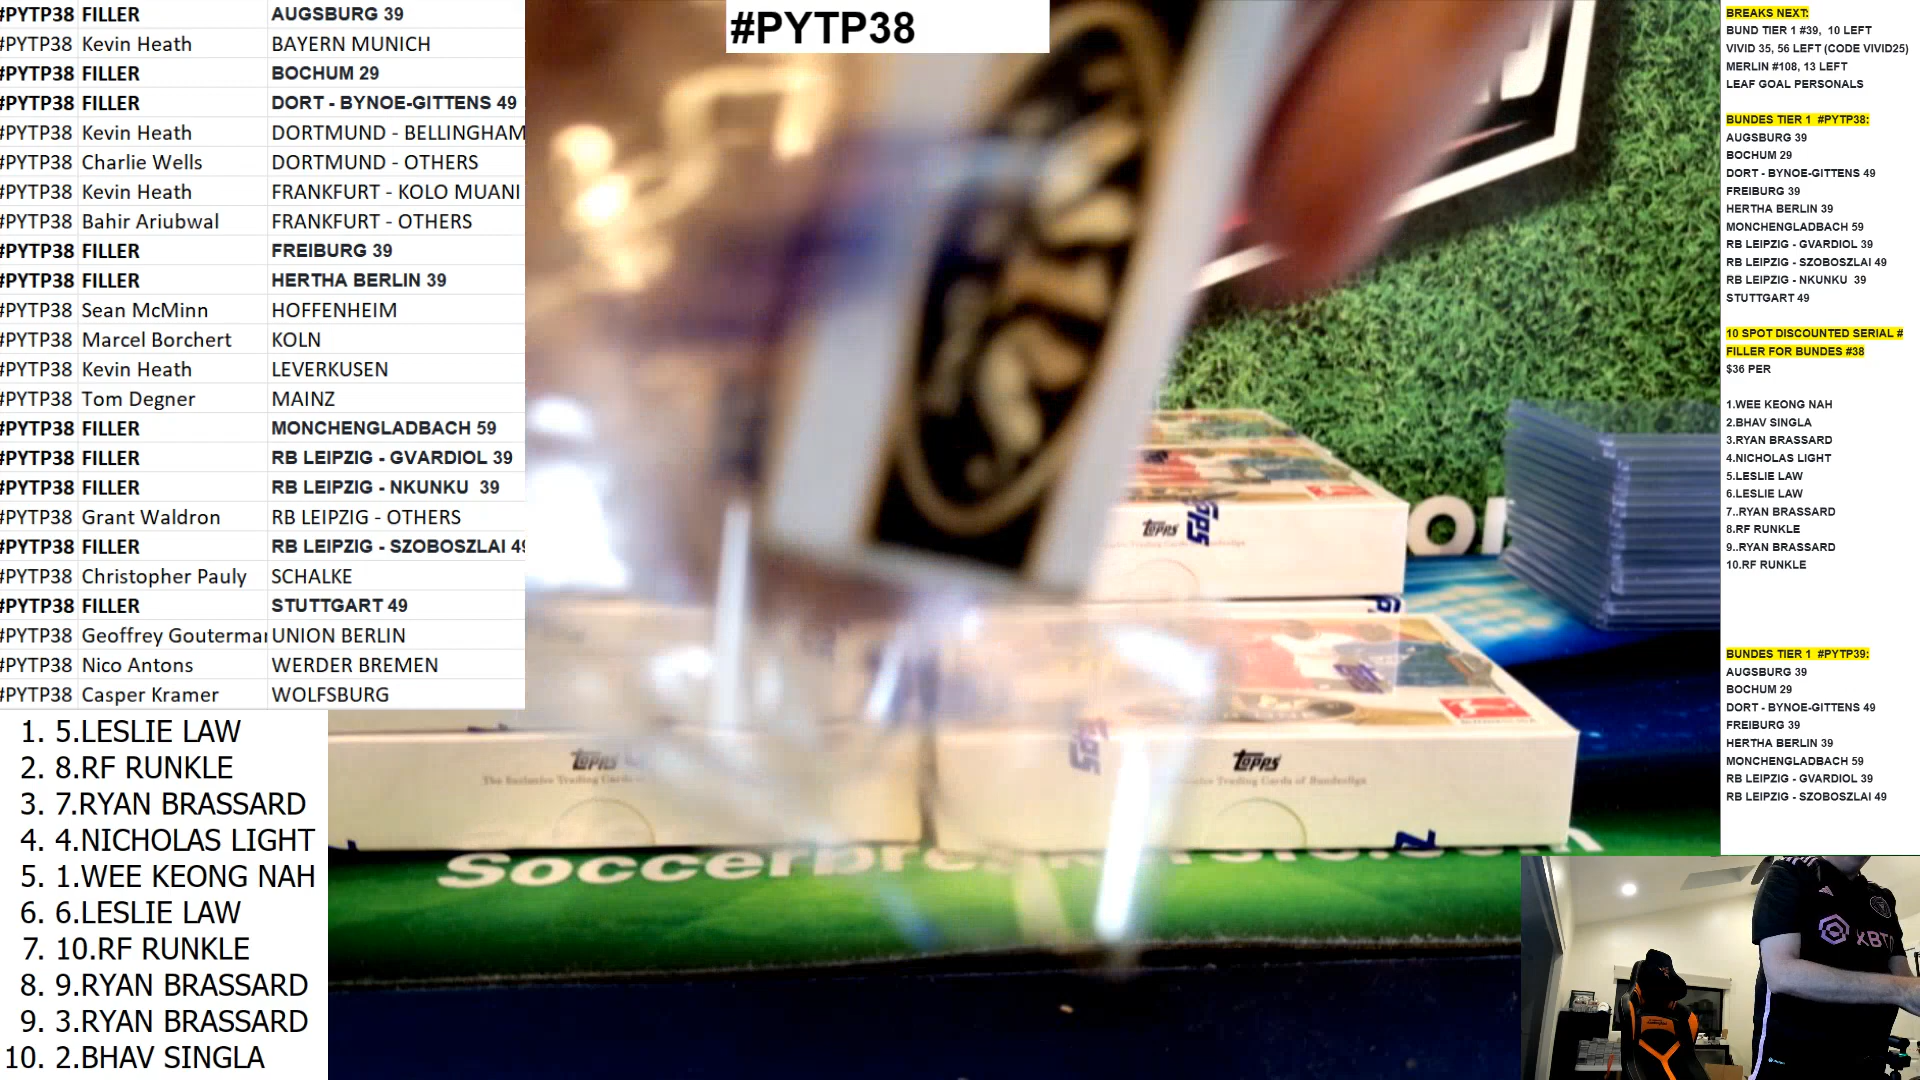 #PYTP38 FILLER AUGSBURG 39
#PYTP38 Kevin Heath BAYERN MUNICH
#PYTP38 FILLER BOCHUM 29
#PYTP38 FILLER DORT - BYNOE-GITTENS 49
#PYTP38 Kevin Heath DORTMUND - BELLINGHAM
#PYTP38 Charlie Wells DORTMUND - OTHERS
#PYTP38 Kevin Heath FRANKFURT - KOLO MUANI
#PYTP38 Bahir Ariubwal FRANKFURT - OTHERS
#PYTP38 FILLER FREIBURG 39
#PYTP38 FILLER HERTHA BERLIN 39
#PYTP38 Sean McMinn HOFFENHEIM
#PYTP38 Marcel Borchert KOLN
#PYTP38 Kevin Heath LEVERKUSEN
#PYTP38 Tom Degner MAINZ
#PYTP38 FILLER MONCHENGLADBACH 59
#PYTP38 FILLER RB LEIPZIG - GVARDIOL 39
#PYTP38 FILLER RB LEIPZIG - NKUNKU 39
#PYTP38 Grant Waldron RB LEIPZIG - OTHERS
#PYTP38 FILLER RB LEIPZIG - SZOBOSZLAI 49
#PYTP38 Christopher Pauly SCHALKE
#PYTP38 FILLER STUTTGART 49
#PYTP38 Geoffrey Gouterman UNION BERLIN
#PYTP38 Nico Antons WERDER BREMEN
#PYTP38 Casper Kramer WOLFSBURG
1. 5.LESLIE LAW
2. 8.RF RUNKLE
3. 7.RYAN BRASSARD
4. 4.NICHOLAS LIGHT
5. 1.WEE KEONG NAH
6. 6.LESLIE LAW
7. 10.RF RUNKLE
8. 9.RYAN BRASSARD
9. 3.RYAN BRASSARD
10. 2.BHAV SINGLA
#PYTP38
TOPPS
TOPPS
The Exclusive Trading Cards
TOPPS
Trading Cards of Bundesliga
BREAKS NEXT:
BUND TIER 1 #39, 10 LEFT
VIVID 35, 56 LEFT (CODE VIVID25)
MERLIN #108, 13 LEFT
LEAF GOAL PERSONALS
BUNDES TIER 1 #PYTP38:
AUGSBURG 39
BOCHUM 29
DORT - BYNOE-GITTENS 49
FREIBURG 39
HERTHA BERLIN 39
MONCHENGLADBACH 59
RB LEIPZIG - GVARDIOL 39
RB LEIPZIG - SZOBOSZLAI 49
RB LEIPZIG - NKUNKU 39
STUTTGART 49
10 SPOT DISCOUNTED SERIAL #
FILLER FOR BUNDES #38
$36 PER
1.WEE KEONG NAH
2.BHAV SINGLA
3.RYAN BRASSARD
4.NICHOLAS LIGHT
5.LESLIE LAW
6.LESLIE LAW
7..RYAN BRASSARD
8.RF RUNKLE
9..RYAN BRASSARD
10.RF RUNKLE
BUNDES TIER 1 #PYTP39:
AUGSBURG 39
BOCHUM 29
DORT - BYNOE-GITTENS 49
FREIBURG 39
HERTHA BERLIN 39
MONCHENGLADBACH 59
RB LEIPZIG - GVARDIOL 39
RB LEIPZIG - SZOBOSZLAI 49
XBT